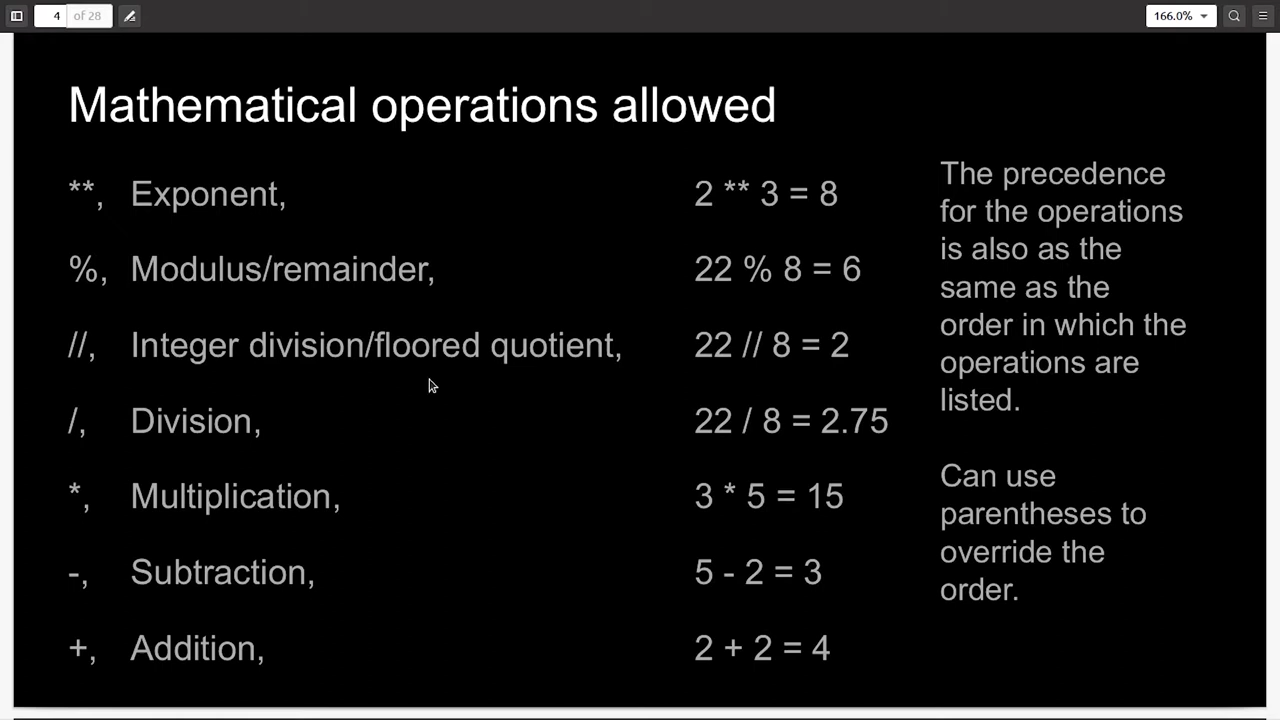 4 of 28
166.0%
Mathematical operations allowed
**, Exponent, 2 ** 3 = 8
%, Modulus/remainder, 22 % 8 = 6
//, Integer division/floored quotient, 22 // 8 = 2
/, Division, 22 / 8 = 2.75
*, Multiplication, 3 * 5 = 15
-, Subtraction, 5 - 2 = 3
+, Addition, 2 + 2 = 4
The precedence
for the operations
is also as the
same as the
order in which the
operations are
listed.
Can use
parentheses to
override the
order.